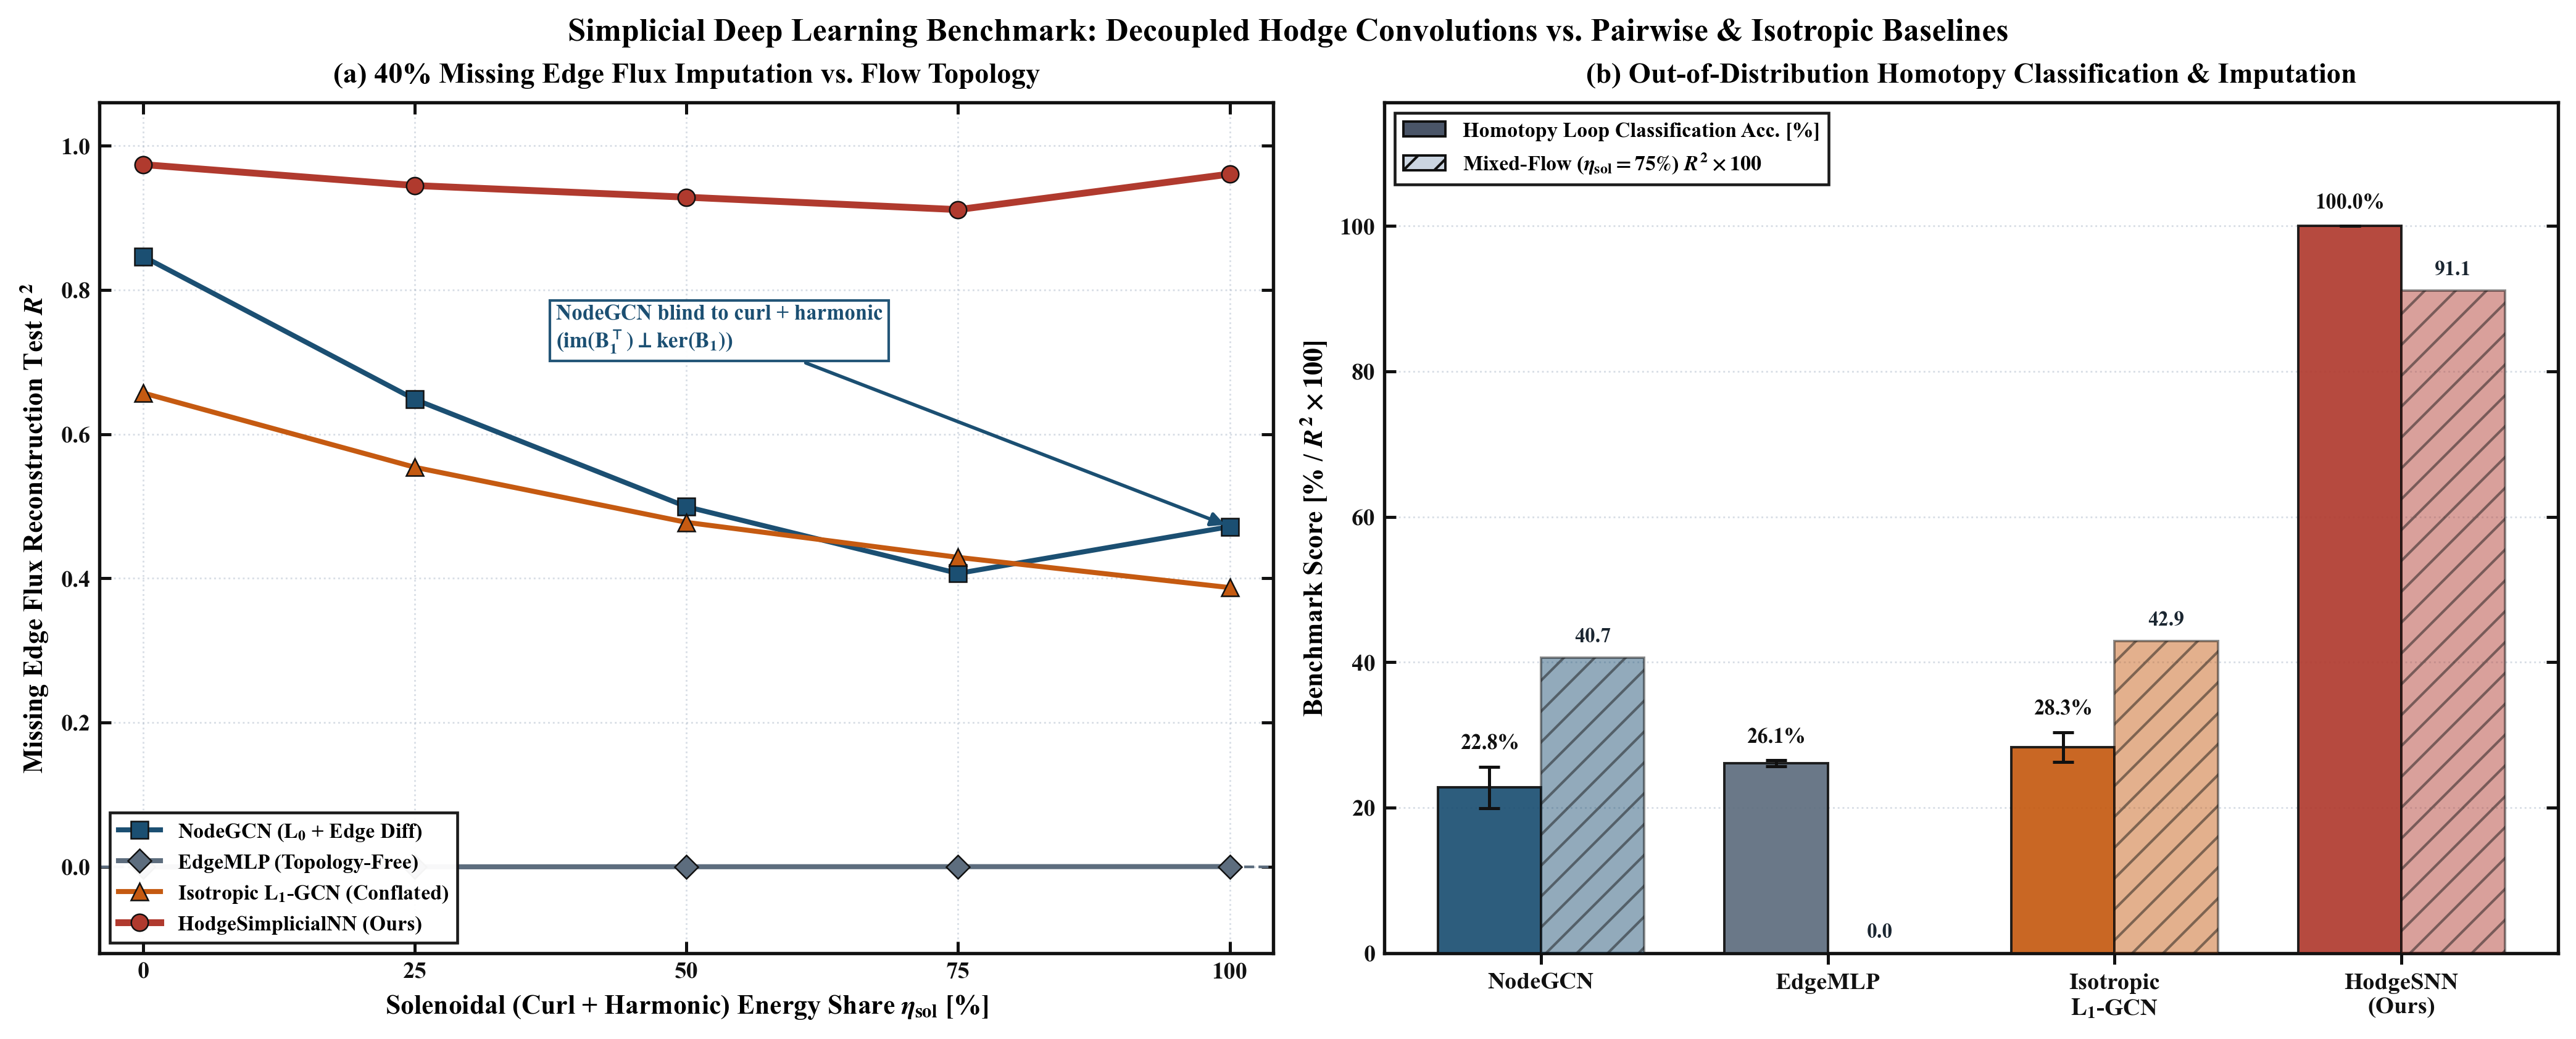 Simplicial Deep Learning Benchmark: Decoupled Hodge Convolutions vs. Pairwise & Isotropic Baselines
(a) 40% Missing Edge Flux Imputation vs. Flow Topology
Missing Edge Flux Reconstruction Test R²
1.0
0.8
0.6
0.4
0.2
0.0
NodeGCN blind to curl + harmonic
(im(B₁ᵀ) ⊥ ker(B₁))
NodeGCN (L₀ + Edge Diff)
EdgeMLP (Topology-Free)
Isotropic L₁-GCN (Conflated)
HodgeSimplicialNN (Ours)
0 25 50 75 100
Solenoidal (Curl + Harmonic) Energy Share η_sol [%]
(b) Out-of-Distribution Homotopy Classification & Imputation
Benchmark Score [% / R² × 100]
100
80
60
40
20
0
Homotopy Loop Classification Acc. [%]
Mixed-Flow (η_sol = 75%) R² × 100
22.8% 40.7
26.1% 0.0
28.3% 42.9
100.0% 91.1
NodeGCN
EdgeMLP
Isotropic
L₁-GCN
HodgeSNN
(Ours)